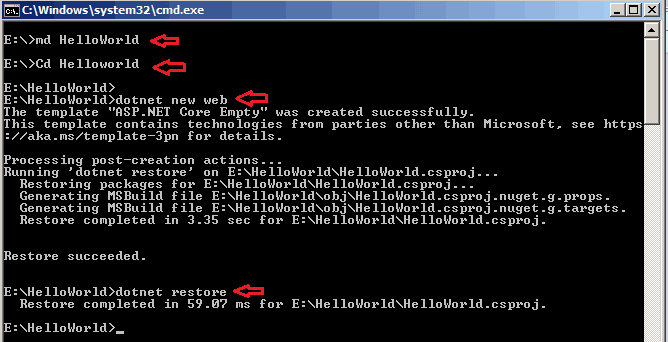 C:\Windows\system32\cmd.exe
E:\>md HelloWorld
E:\>Cd Helloworld
E:\HelloWorld>
E:\HelloWorld>dotnet new web
The template "ASP.NET Core Empty" was created successfully.
This template contains technologies from parties other than Microsoft, see https
://aka.ms/template-3pn for details.
Processing post-creation actions...
Running 'dotnet restore' on E:\HelloWorld\HelloWorld.csproj...
Restoring packages for E:\HelloWorld\HelloWorld.csproj...
Generating MSBuild file E:\HelloWorld\obj\HelloWorld.csproj.nuget.g.props.
Generating MSBuild file E:\HelloWorld\obj\HelloWorld.csproj.nuget.g.targets.
Restore completed in 3.35 sec for E:\HelloWorld\HelloWorld.csproj.
Restore succeeded.
E:\HelloWorld>dotnet restore
Restore completed in 59.07 ms for E:\HelloWorld\HelloWorld.csproj.
E:\HelloWorld>_